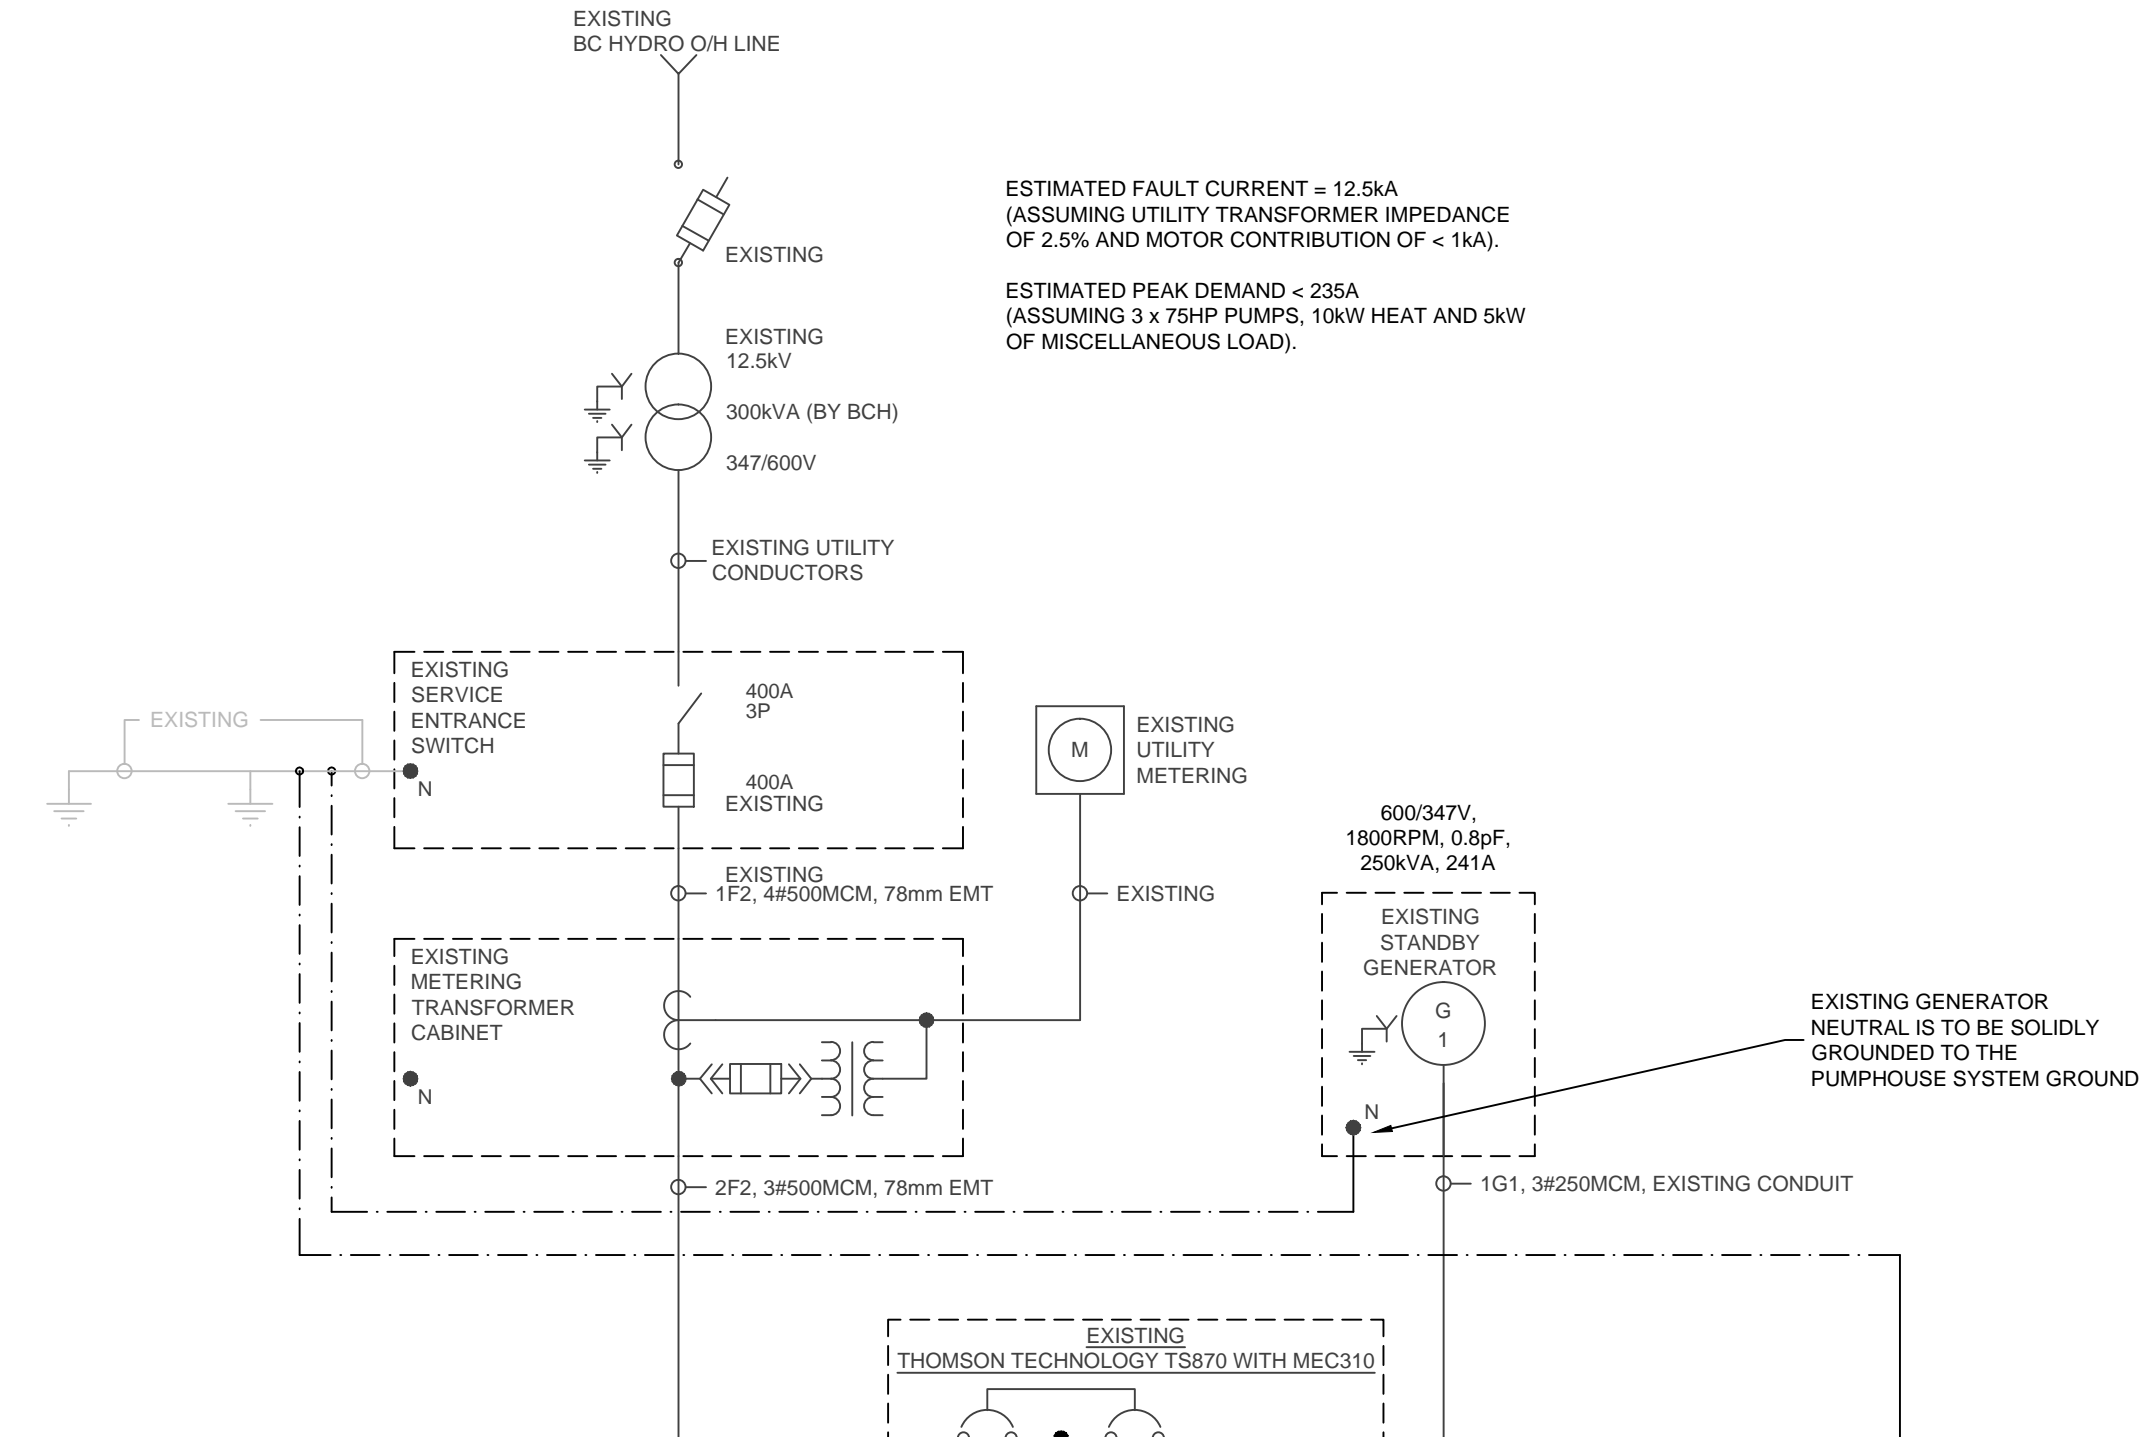 EXISTING
BC HYDRO O/H LINE
ESTIMATED FAULT CURRENT = 12.5kA
(ASSUMING UTILITY TRANSFORMER IMPEDANCE
OF 2.5% AND MOTOR CONTRIBUTION OF < 1kA).
EXISTING
ESTIMATED PEAK DEMAND < 235A
(ASSUMING 3 x 75HP PUMPS, 10kW HEAT AND 5kW
OF MISCELLANEOUS LOAD).
EXISTING
12.5kV
300kVA (BY BCH)
347/600V
EXISTING UTILITY
CONDUCTORS
EXISTING
SERVICE
ENTRANCE
SWITCH
N
400A
3P
400A
EXISTING
EXISTING
M
EXISTING
UTILITY
METERING
EXISTING
1F2, 4#500MCM, 78mm EMT
EXISTING
600/347V,
1800RPM, 0.8pF,
250kVA, 241A
EXISTING
STANDBY
GENERATOR
G
1
N
EXISTING
METERING
TRANSFORMER
CABINET
N
EXISTING GENERATOR
NEUTRAL IS TO BE SOLIDLY
GROUNDED TO THE
PUMPHOUSE SYSTEM GROUND
2F2, 3#500MCM, 78mm EMT
1G1, 3#250MCM, EXISTING CONDUIT
EXISTING
THOMSON TECHNOLOGY TS870 WITH MEC310